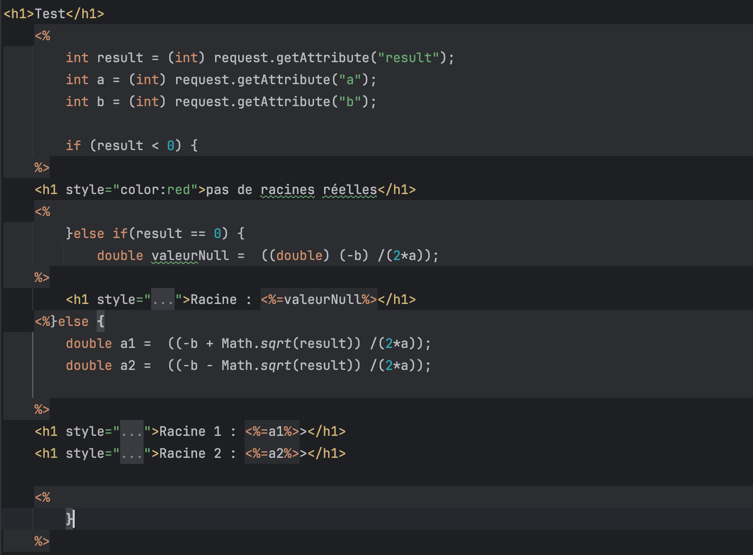 <h1>Test</h1>
<%
int result = (int) request.getAttribute("result");
int a = (int) request.getAttribute("a");
int b = (int) request.getAttribute("b");
if (result < 0) {
%>
<h1 style="color:red">pas de racines réelles</h1>
<%
}else if(result == 0) {
double valeurNull =  ((double) (-b) /(2*a));
%>
<h1 style="...">Racine : <%=valeurNull%></h1>
<%}else {
double a1 =  ((-b + Math.sqrt(result)) /(2*a));
double a2 =  ((-b - Math.sqrt(result)) /(2*a));
%>
<h1 style="...">Racine 1 : <%=a1%>></h1>
<h1 style="...">Racine 2 : <%=a2%>></h1>
<%
}
%>